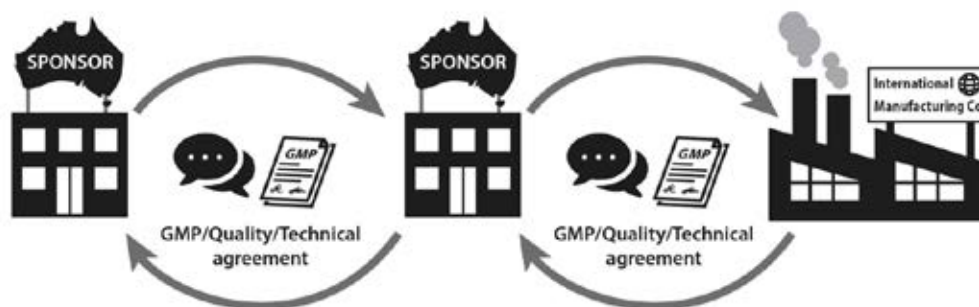 SPONSOR
SPONSOR
International
Manufacturing Co
GMP
GMP
GMP/Quality/Technical
agreement
GMP/Quality/Technical
agreement